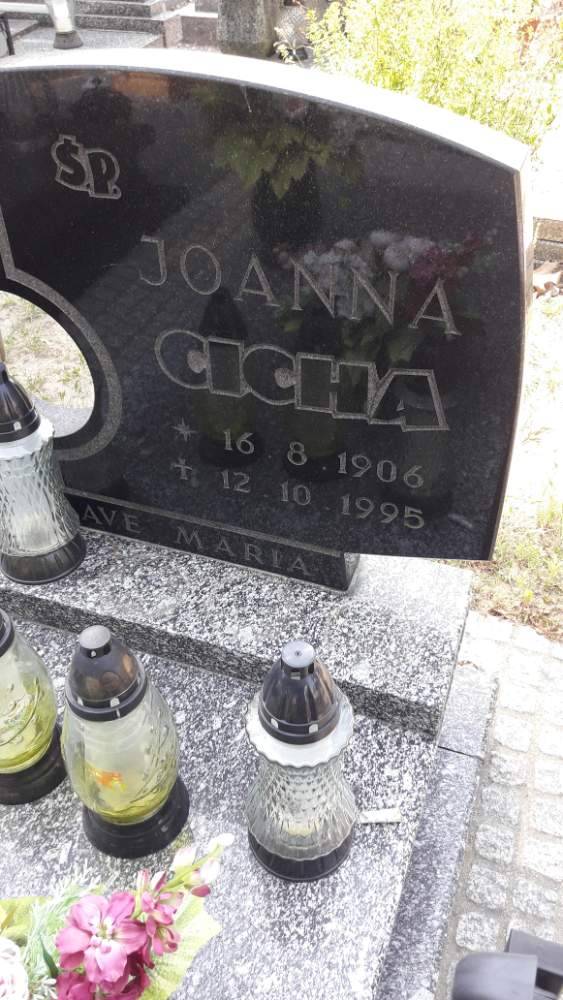 ŚP.
JOANNA
CICHA
* 16 . 8 . 1906
† 12 . 10 . 1995
AVE MARIA